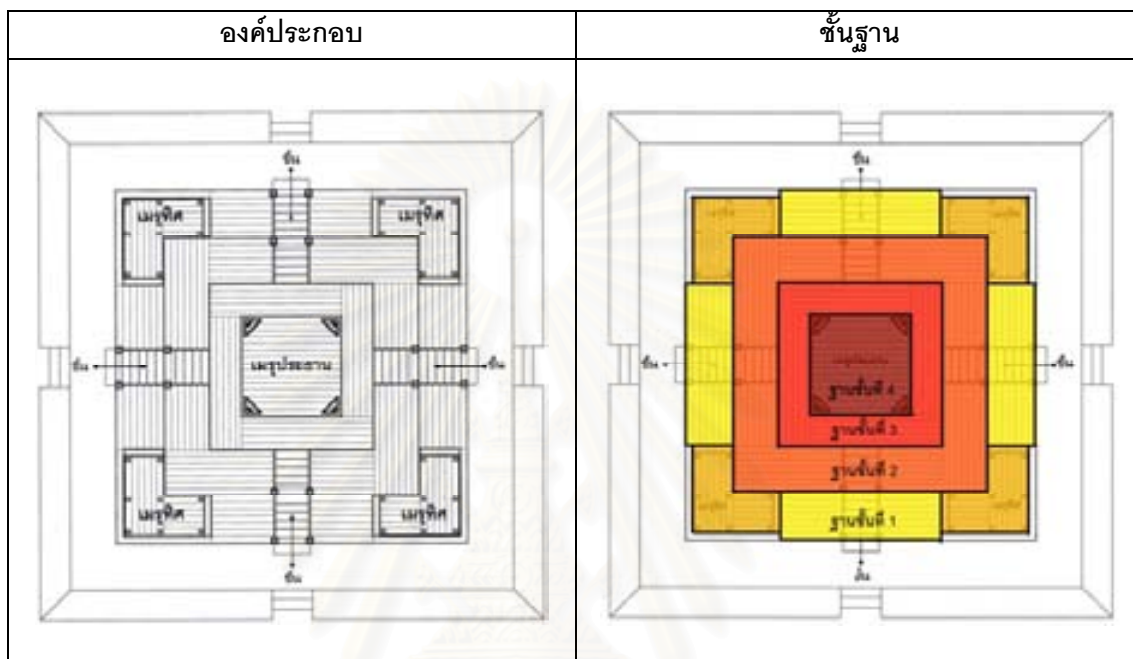 องค์ประกอบ
ชั้นฐาน
ขึ้น
เมรุทิศ
เมรุทิศ
ขึ้น
เมรุประธาน
ขึ้น
เมรุทิศ
เมรุทิศ
ขึ้น
ขึ้น
ขึ้น
ขึ้น
ฐานชั้นที่ 4
ฐานชั้นที่ 3
ฐานชั้นที่ 2
ฐานชั้นที่ 1
ขึ้น